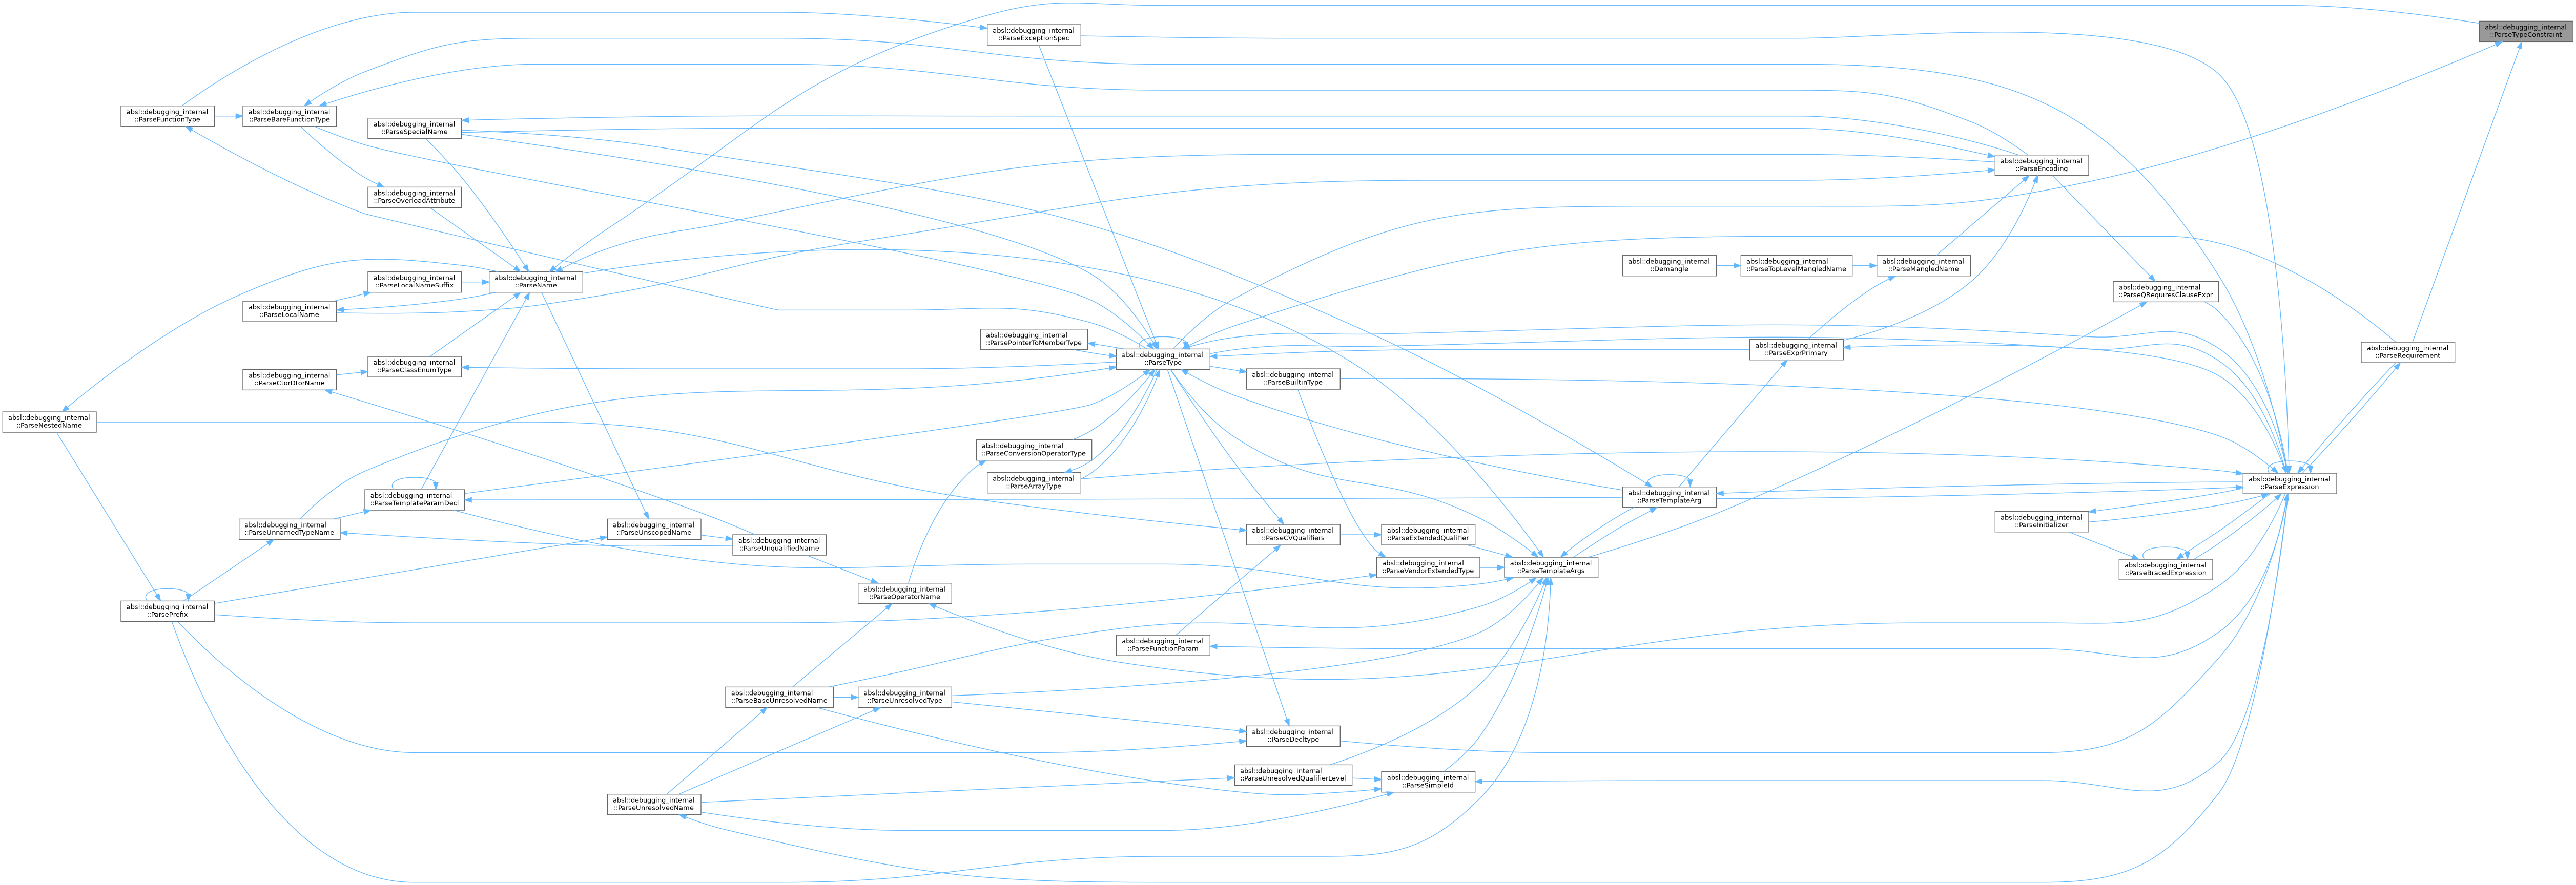 absl::debugging_internal
::ParseTypeConstraint
absl::debugging_internal
::ParseExceptionSpec
absl::debugging_internal
::ParseFunctionType
absl::debugging_internal
::ParseBareFunctionType
absl::debugging_internal
::ParseSpecialName
absl::debugging_internal
::ParseEncoding
absl::debugging_internal
::ParseOverloadAttribute
absl::debugging_internal
::Demangle
absl::debugging_internal
::ParseTopLevelMangledName
absl::debugging_internal
::ParseMangledName
absl::debugging_internal
::ParseLocalNameSuffix
absl::debugging_internal
::ParseName
absl::debugging_internal
::ParseQRequiresClauseExpr
absl::debugging_internal
::ParseLocalName
absl::debugging_internal
::ParsePointerToMemberType
absl::debugging_internal
::ParseType
absl::debugging_internal
::ParseExprPrimary
absl::debugging_internal
::ParseRequirement
absl::debugging_internal
::ParseClassEnumType
absl::debugging_internal
::ParseCtorDtorName
absl::debugging_internal
::ParseBuiltinType
absl::debugging_internal
::ParseNestedName
absl::debugging_internal
::ParseConversionOperatorType
absl::debugging_internal
::ParseArrayType
absl::debugging_internal
::ParseExpression
absl::debugging_internal
::ParseTemplateParamDecl
absl::debugging_internal
::ParseTemplateArg
absl::debugging_internal
::ParseUnnamedTypeName
absl::debugging_internal
::ParseUnscopedName
absl::debugging_internal
::ParseUnqualifiedName
absl::debugging_internal
::ParseCVQualifiers
absl::debugging_internal
::ParseExtendedQualifier
absl::debugging_internal
::ParseInitializer
absl::debugging_internal
::ParseVendorExtendedType
absl::debugging_internal
::ParseTemplateArgs
absl::debugging_internal
::ParseBracedExpression
absl::debugging_internal
::ParseOperatorName
absl::debugging_internal
::ParsePrefix
absl::debugging_internal
::ParseFunctionParam
absl::debugging_internal
::ParseBaseUnresolvedName
absl::debugging_internal
::ParseUnresolvedType
absl::debugging_internal
::ParseDecltype
absl::debugging_internal
::ParseUnresolvedQualifierLevel
absl::debugging_internal
::ParseSimpleId
absl::debugging_internal
::ParseUnresolvedName